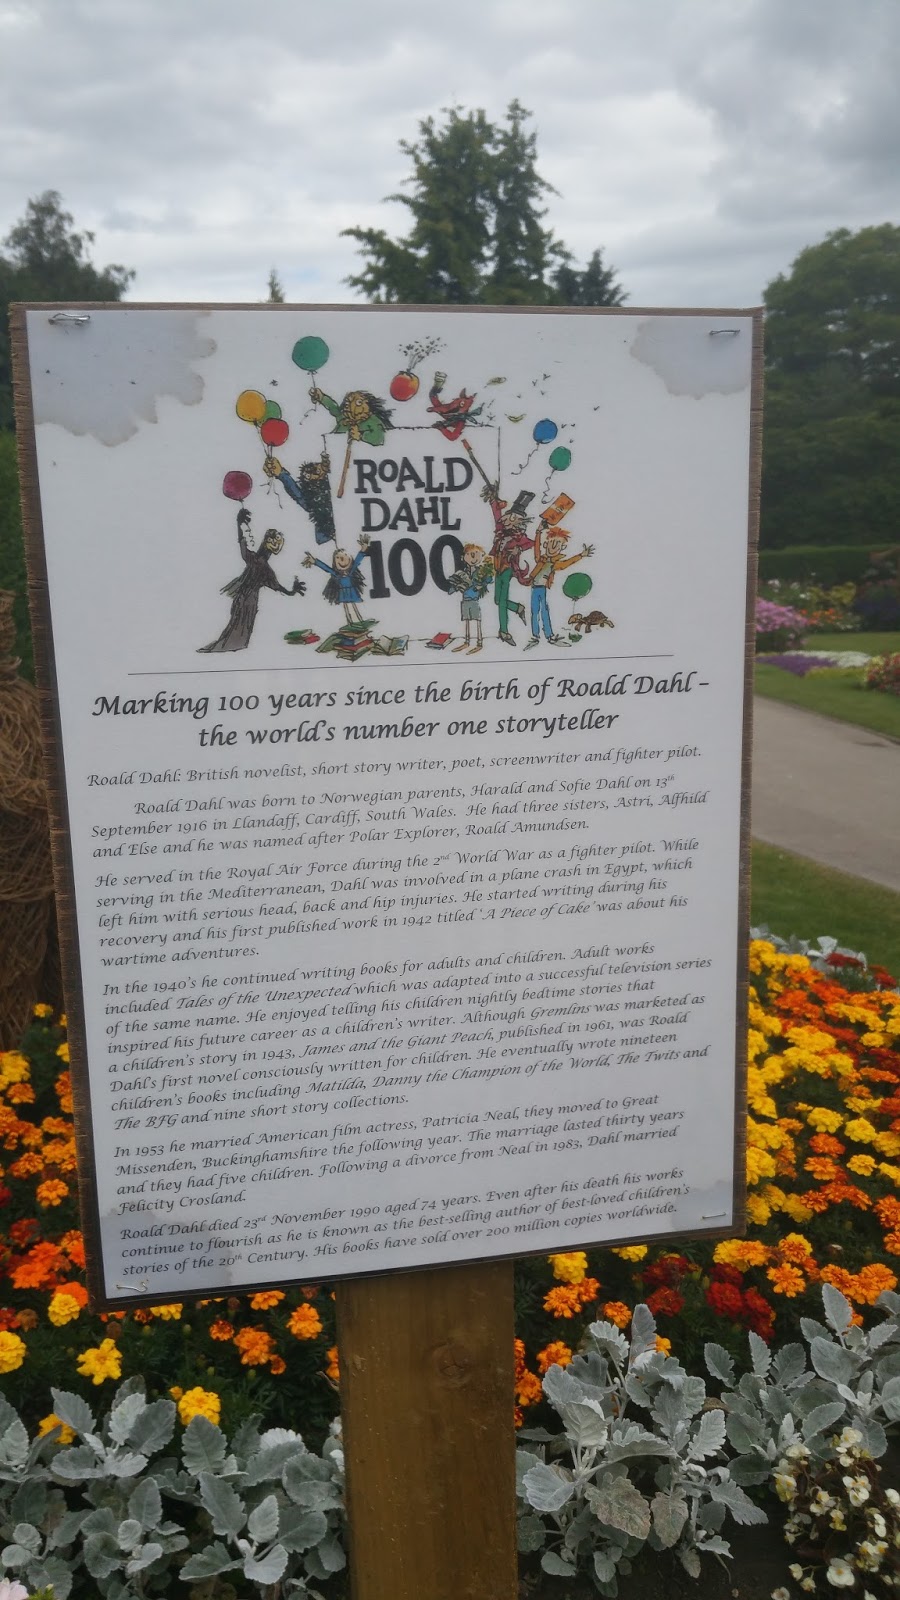 ROALD
DAHL
100
Marking 100 years since the birth of Roald Dahl –
the world's number one storyteller
Roald Dahl: British novelist, short story writer, poet, screenwriter and fighter pilot.
Roald Dahl was born to Norwegian parents, Harald and Sofie Dahl on 13th
September 1916 in Llandaff, Cardiff, South Wales. He had three sisters, Astri, Alfhild
and Else and he was named after Polar Explorer, Roald Amundsen.
He served in the Royal Air Force during the 2nd World War as a fighter pilot. While
serving in the Mediterranean, Dahl was involved in a plane crash in Egypt, which
left him with serious head, back and hip injuries. He started writing during his
recovery and his first published work in 1942 titled 'A Piece of Cake' was about his
wartime adventures.
In the 1940's he continued writing books for adults and children. Adult works
included Tales of the Unexpected which was adapted into a successful television series
of the same name. He enjoyed telling his children nightly bedtime stories that
inspired his future career as a children's writer. Although Gremlins was marketed as
a children's story in 1943, James and the Giant Peach, published in 1961, was Roald
Dahl's first novel consciously written for children. He eventually wrote nineteen
children's books including Matilda, Danny the Champion of the World, The Twits and
The BFG and nine short story collections.
In 1953 he married American film actress, Patricia Neal, they moved to Great
Missenden, Buckinghamshire the following year. The marriage lasted thirty years
and they had five children. Following a divorce from Neal in 1983, Dahl married
Felicity Crosland.
Roald Dahl died 23rd November 1990 aged 74 years. Even after his death his works
continue to flourish as he is known as the best-selling author of best-loved children's
stories of the 20th Century. His books have sold over 200 million copies worldwide.